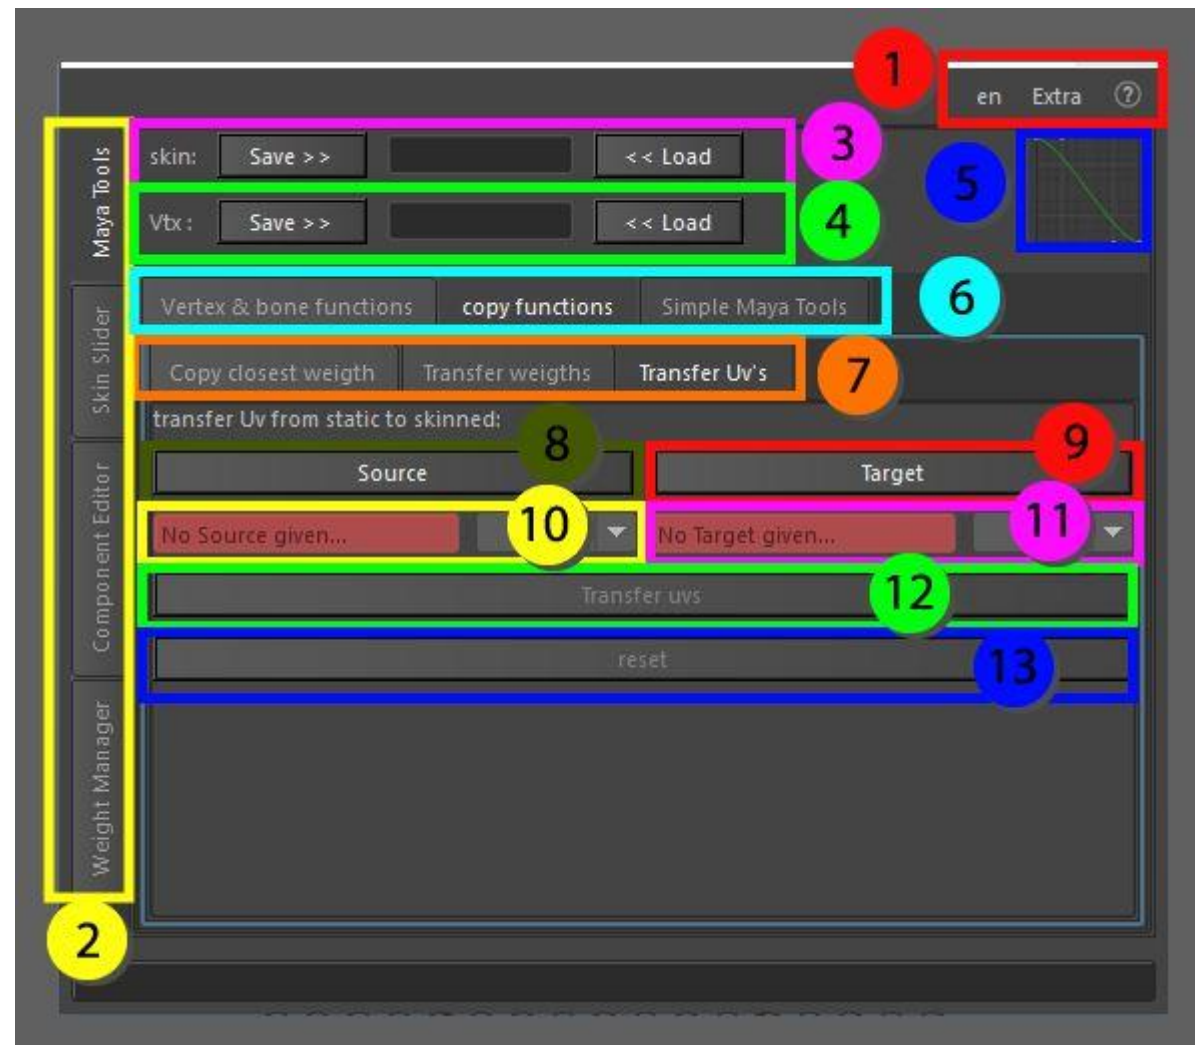 1
en Extra ?
skin: Save >> << Load 3
5
Vtx : Save >> << Load 4
Maya Tools
Skin Slider
Component Editor
Weight Manager
2
Vertex & bone functions copy functions Simple Maya Tools 6
Copy closest weigth Transfer weigths Transfer Uv's 7
transfer Uv from static to skinned:
8 9
Source Target
No Source given... 10 No Target given... 11
Transfer uvs 12
reset 13